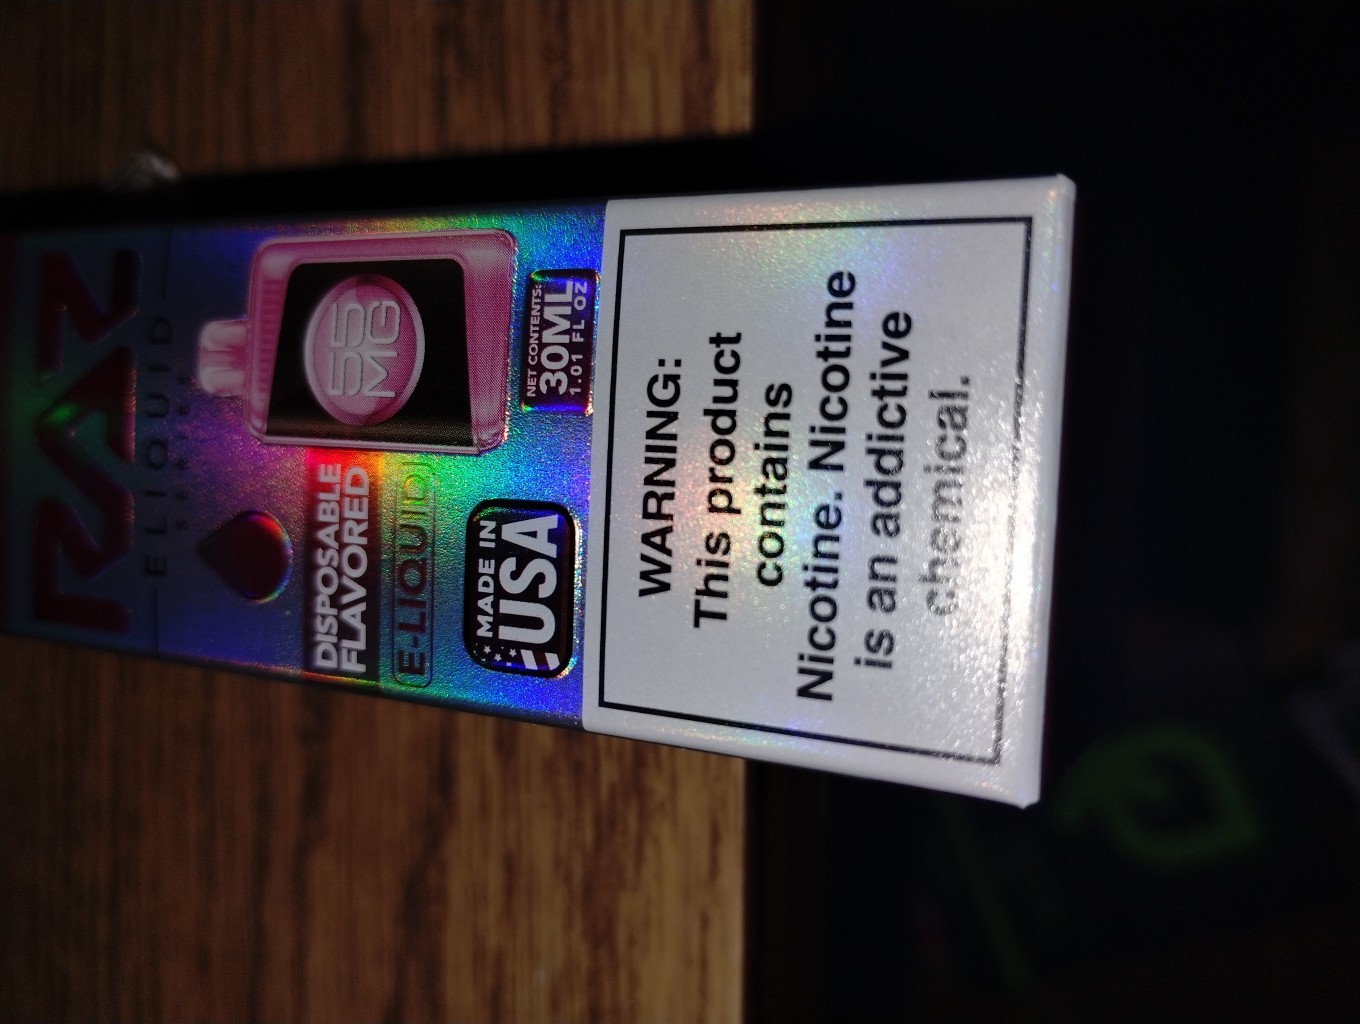 RAZ
ELIQUID
DISPOSABLE
FLAVORED
E-LIQUID
55
MG
MADE IN
USA
NET CONTENTS:
30ML
1.01 FL OZ
WARNING:
This product
contains
Nicotine. Nicotine
is an addictive
chemical.